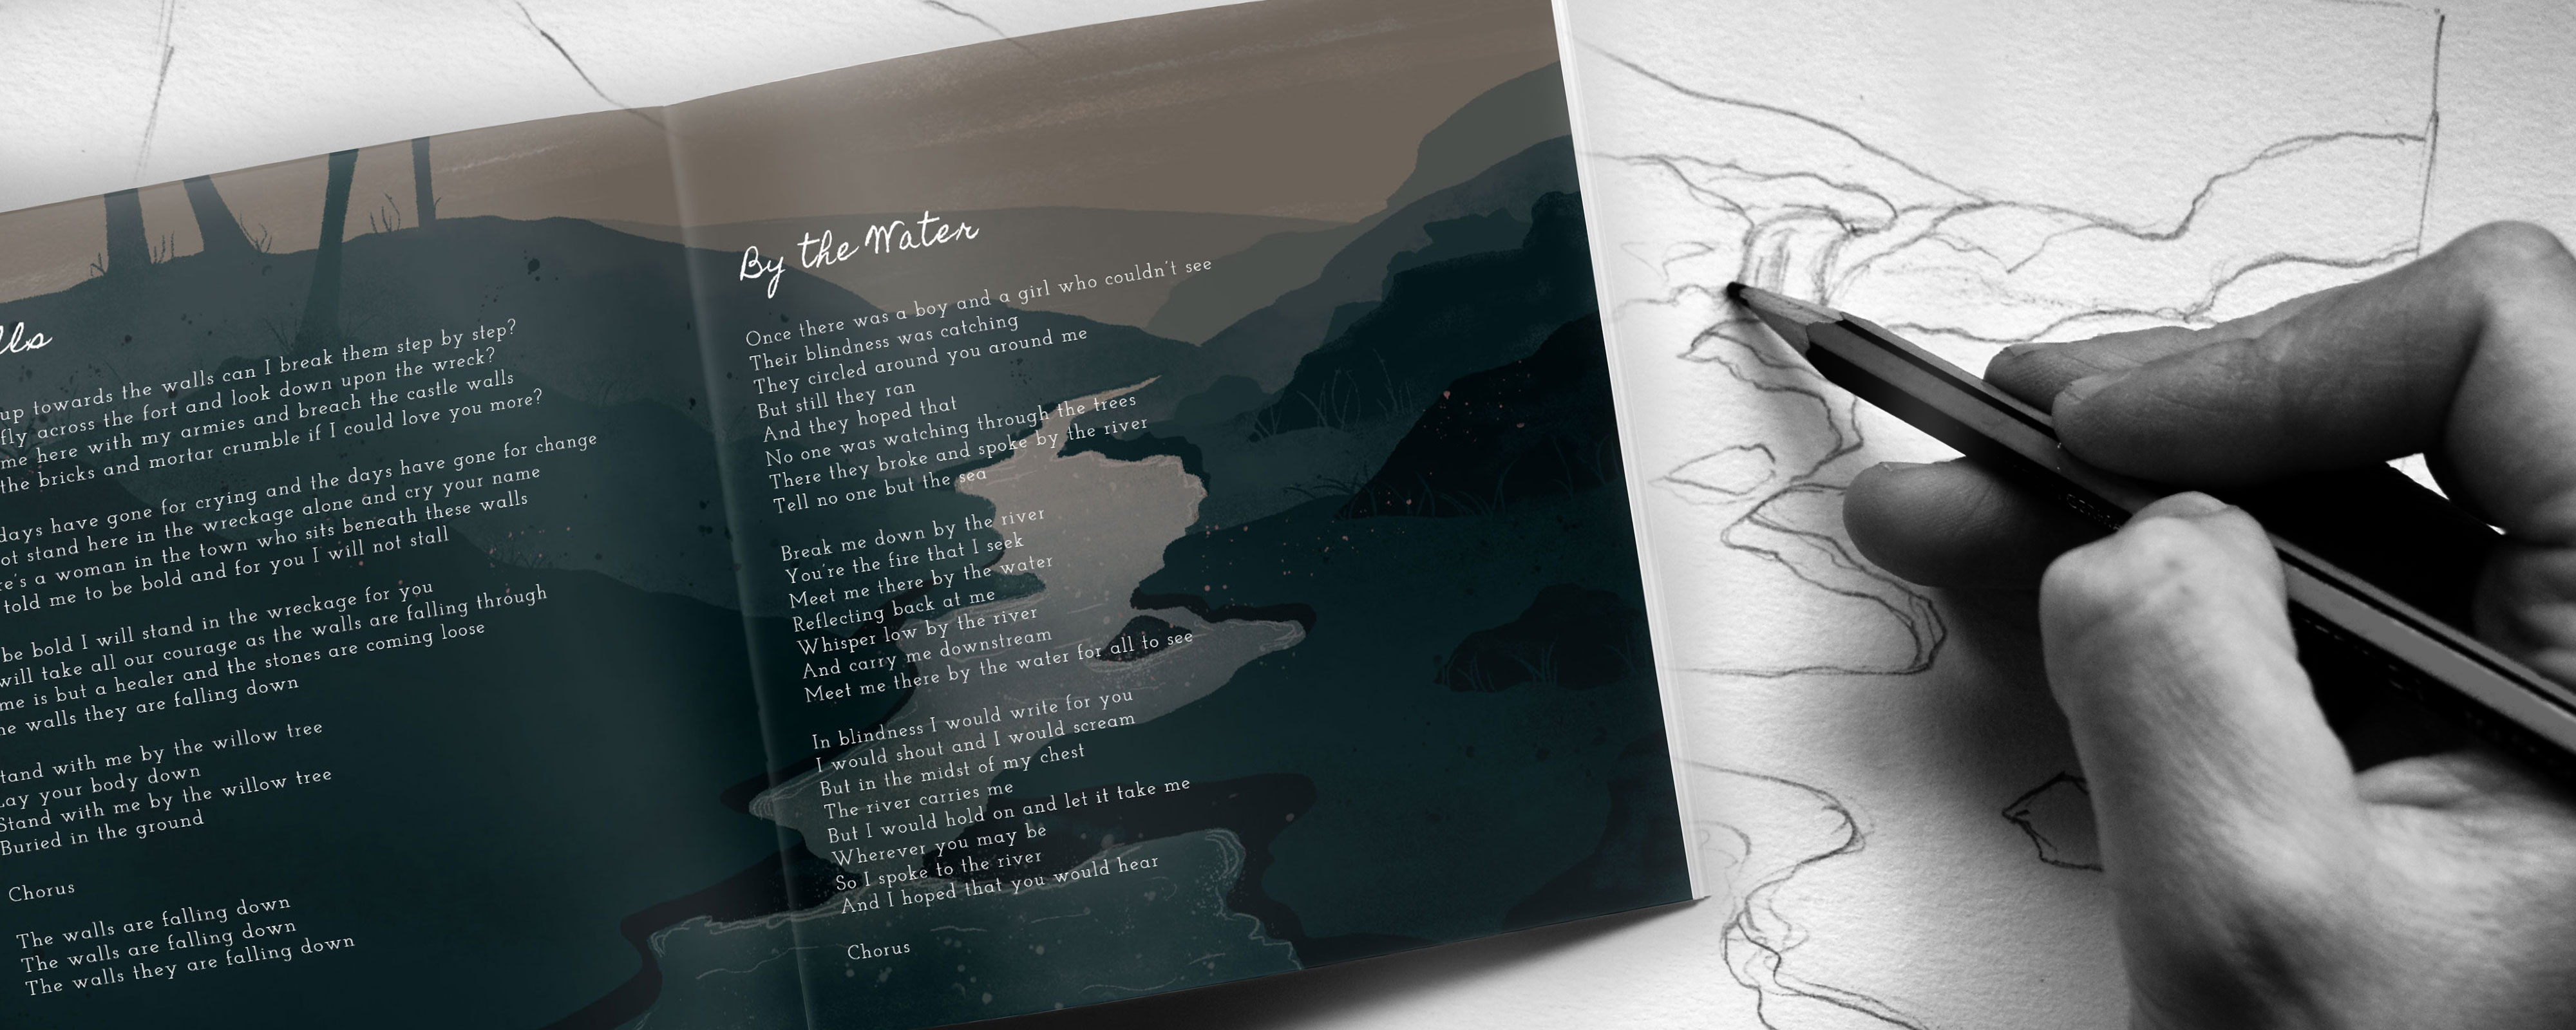 lls
up towards the walls can I break them step by step?
fly across the fort and look down upon the wreck?
me here with my armies and breach the castle walls
the bricks and mortar crumble if I could love you more?
days have gone for crying and the days have gone for change
ot stand here in the wreckage alone and cry your name
re's a woman in the town who sits beneath these walls
told me to be bold and for you I will not stall
be bold I will stand in the wreckage for you
will take all our courage as the walls are falling through
me is but a healer and the stones are coming loose
he walls they are falling down
tand with me by the willow tree
Lay your body down
Stand with me by the willow tree
Buried in the ground
Chorus
The walls are falling down
The walls are falling down
The walls they are falling down
By the Water
Once there was a boy and a girl who couldn't see
Their blindness was catching
They circled around you around me
But still they ran
And they hoped that
No one was watching through the trees
There they broke and spoke by the river
Tell no one but the sea
Break me down by the river
You're the fire that I seek
Meet me there by the water
Reflecting back at me
Whisper low by the river
And carry me downstream
Meet me there by the water for all to see
In blindness I would write for you
I would shout and I would scream
But in the midst of my chest
The river carries me
But I would hold on and let it take me
Wherever you may be
So I spoke to the river
And I hoped that you would hear
Chorus